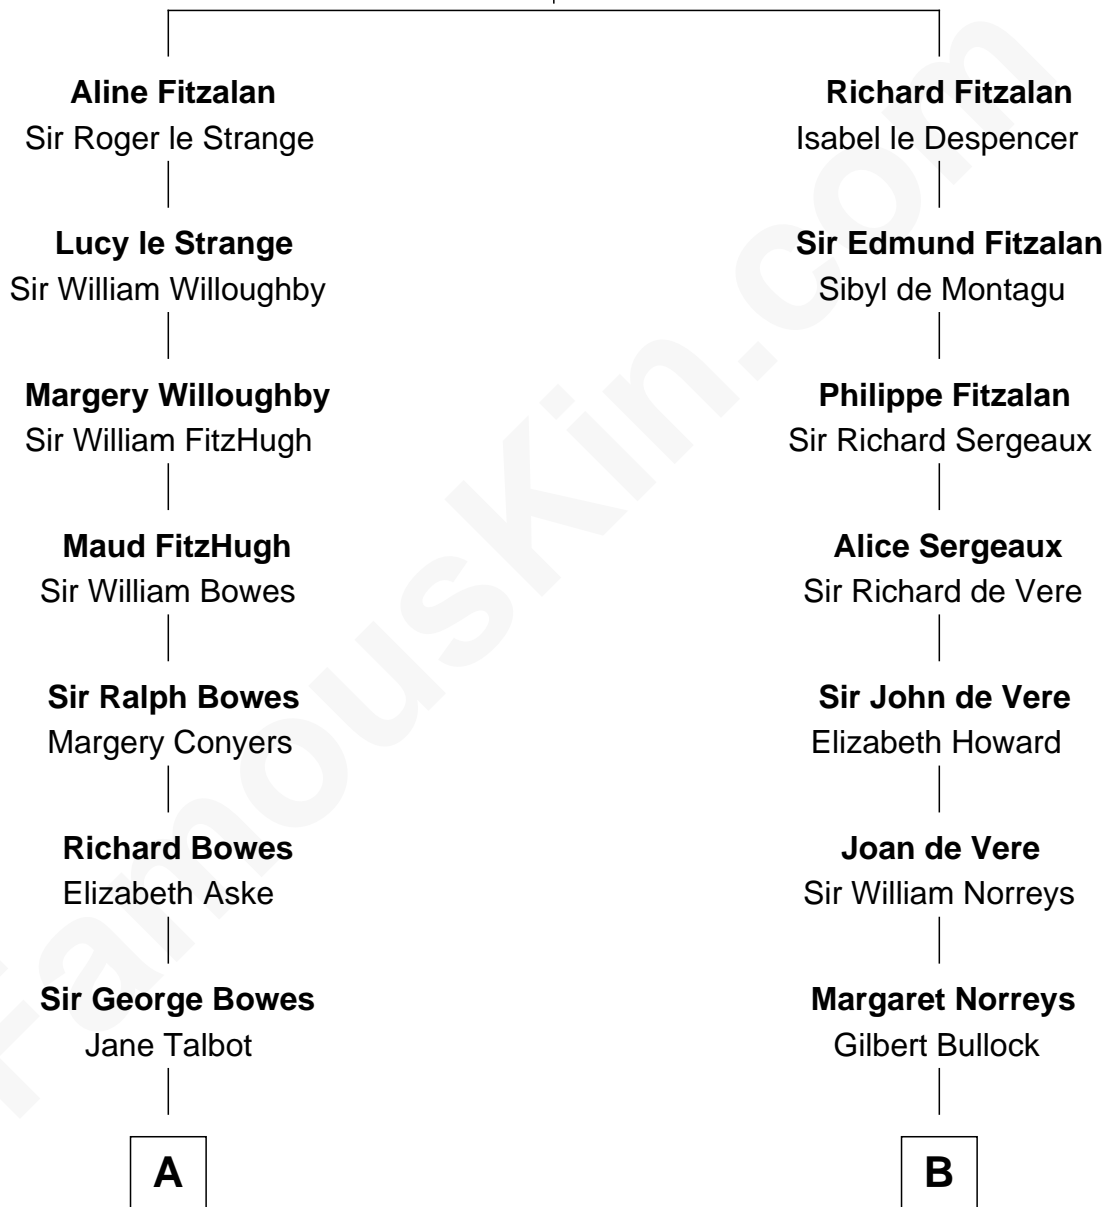 Aline Fitzalan
Sir Roger le Strange
Lucy le Strange
Sir William Willoughby
Margery Willoughby
Sir William FitzHugh
Maud FitzHugh
Sir William Bowes
Sir Ralph Bowes
Margery Conyers
Richard Bowes
Elizabeth Aske
Sir George Bowes
Jane Talbot
A
Richard Fitzalan
Isabel le Despencer
Sir Edmund Fitzalan
Sibyl de Montagu
Philippe Fitzalan
Sir Richard Sergeaux
Alice Sergeaux
Sir Richard de Vere
Sir John de Vere
Elizabeth Howard
Joan de Vere
Sir William Norreys
Margaret Norreys
Gilbert Bullock
B
FamousKin.com